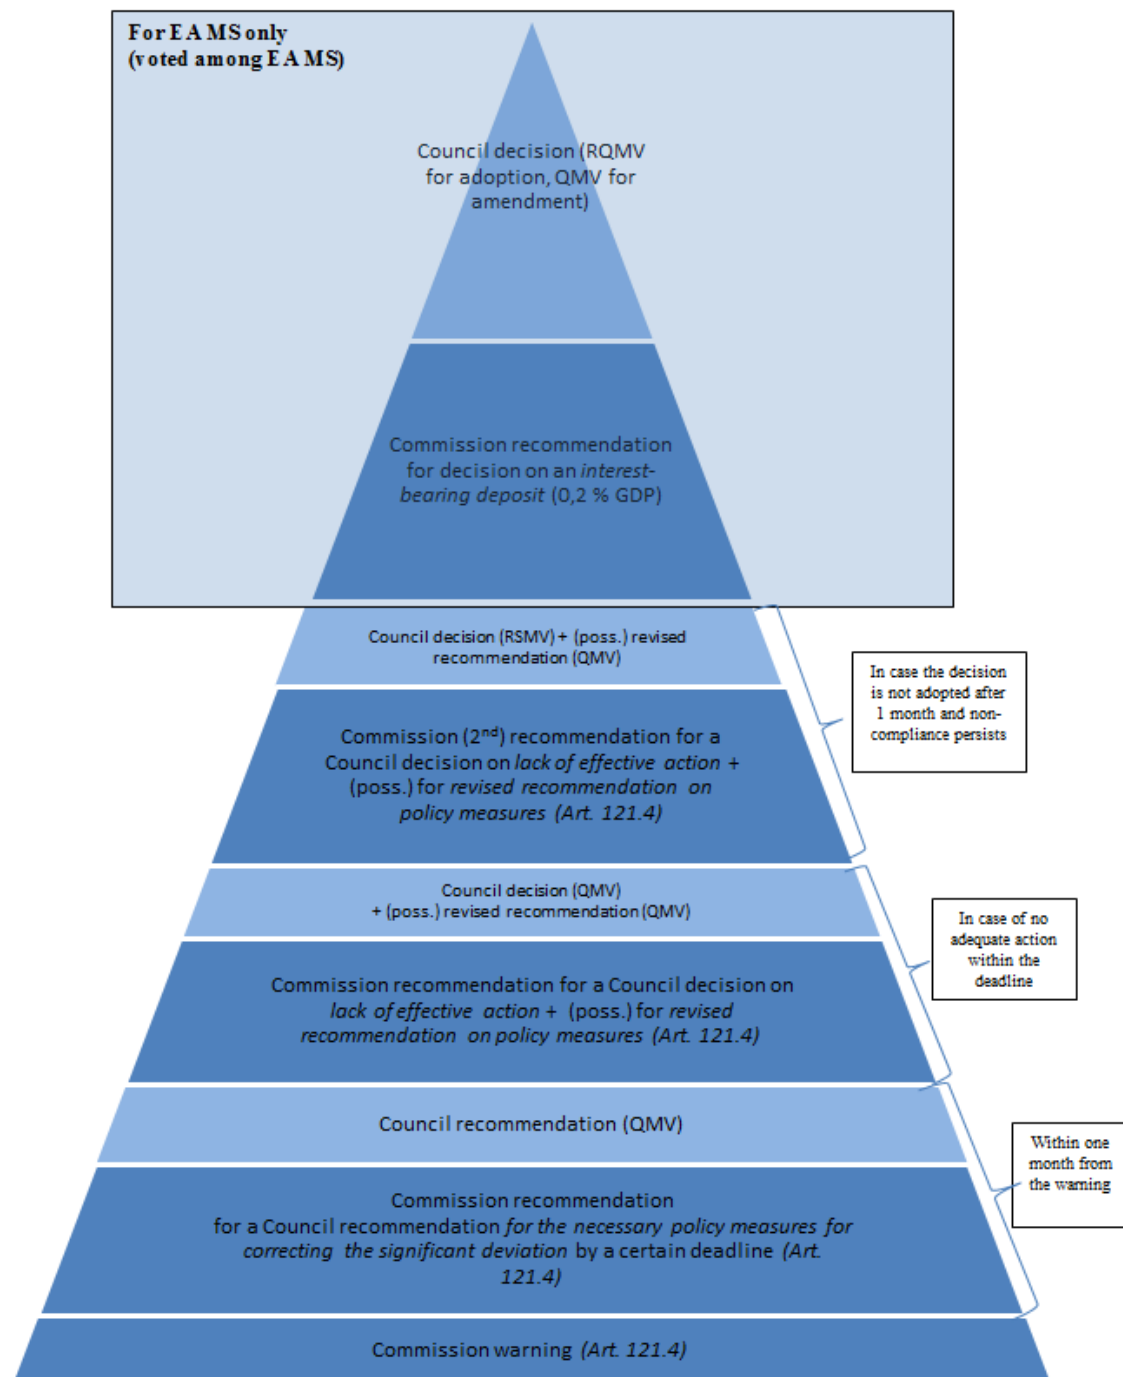 For EA MS only
(voted among EA MS)
Council decision (RQMV
for adoption, QMV for
amendment)
Commission recommendation
for decision on an interest-
bearing deposit (0,2 % GDP)
Council decision (RSMV) + (poss.) revised
recommendation (QMV)
In case the decision
is not adopted after
1 month and non-
compliance persists
Commission (2nd) recommendation for a
Council decision on lack of effective action +
(poss.) for revised recommendation on
policy measures (Art. 121.4)
Council decision (QMV)
+ (poss.) revised recommendation (QMV)
In case of no
adequate action
within the
deadline
Commission recommendation for a Council decision on
lack of effective action + (poss.) for revised
recommendation on policy measures (Art. 121.4)
Council recommendation (QMV)
Within one
month from
the warning
Commission recommendation
for a Council recommendation for the necessary policy measures for
correcting the significant deviation by a certain deadline (Art.
121.4)
Commission warning (Art. 121.4)